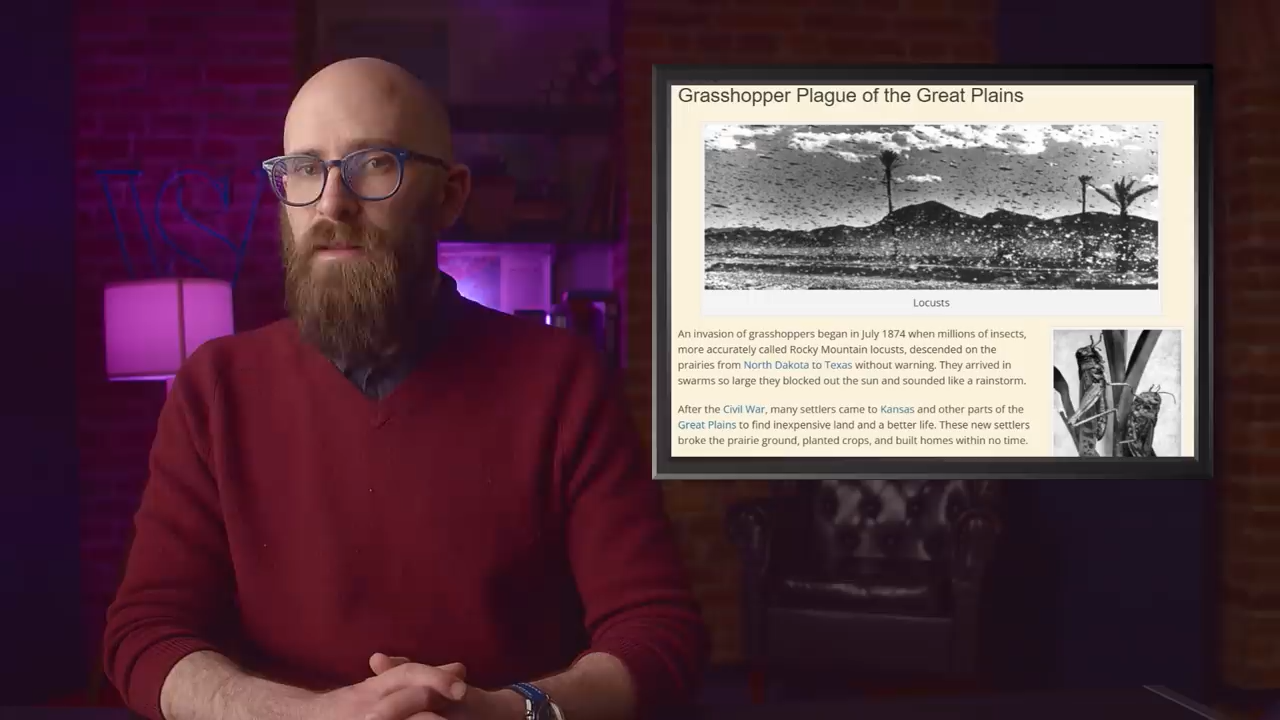 Grasshopper Plague of the Great Plains
Locusts
An invasion of grasshoppers began in July 1874 when millions of insects,
more accurately called Rocky Mountain locusts, descended on the
prairies from North Dakota to Texas without warning. They arrived in
swarms so large they blocked out the sun and sounded like a rainstorm.
After the Civil War, many settlers came to Kansas and other parts of the
Great Plains to find inexpensive land and a better life. These new settlers
broke the prairie ground, planted crops, and built homes within no time.